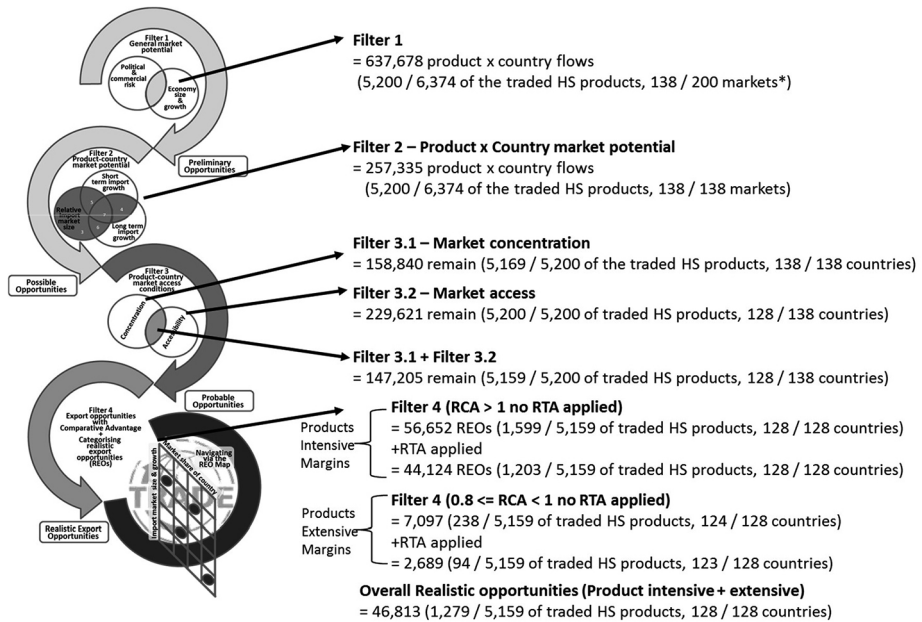 Filter 1
General market
potential
Political &
commercial
risk
Economy
size &
growth
Preliminary
Opportunities
Filter 2
Product-country
market potential
Short
term import
growth
Relative
import
market
size
Long term
import
growth
Possible
Opportunities
Filter 3
Product-country
market access
conditions
Concentration
Accessibility
Probable
Opportunities
Filter 4
Export opportunities
with
Comparative Advantage
+
Categorising
realistic
export
opportunities
(REOs)
Realistic Export
Opportunities
Market share of country
Import market size & growth
Navigating
via the
REO Map
TRADE
Filter 1
= 637,678 product x country flows
(5,200 / 6,374 of the traded HS products, 138 / 200 markets*)
Filter 2 – Product x Country market potential
= 257,335 product x country flows
(5,200 / 6,374 of the traded HS products, 138 / 138 markets)
Filter 3.1 – Market concentration
= 158,840 remain (5,169 / 5,200 of the traded HS products, 138 / 138 countries)
Filter 3.2 – Market access
= 229,621 remain (5,200 / 5,200 of traded HS products, 128 / 138 countries)
Filter 3.1 + Filter 3.2
= 147,205 remain (5,159 / 5,200 of traded HS products, 128 / 138 countries)
Products
Intensive
Margins
Filter 4 (RCA > 1 no RTA applied)
= 56,652 REOs (1,599 / 5,159 of traded HS products, 128 / 128 countries)
+RTA applied
= 44,124 REOs (1,203 / 5,159 of traded HS products, 128 / 128 countries)
Products
Extensive
Margins
Filter 4 (0.8 <= RCA < 1 no RTA applied)
= 7,097 (238 / 5,159 of traded HS products, 124 / 128 countries)
+RTA applied
= 2,689 (94 / 5,159 of traded HS products, 123 / 128 countries)
Overall Realistic opportunities (Product intensive + extensive)
= 46,813 (1,279 / 5,159 of traded HS products, 128 / 128 countries)